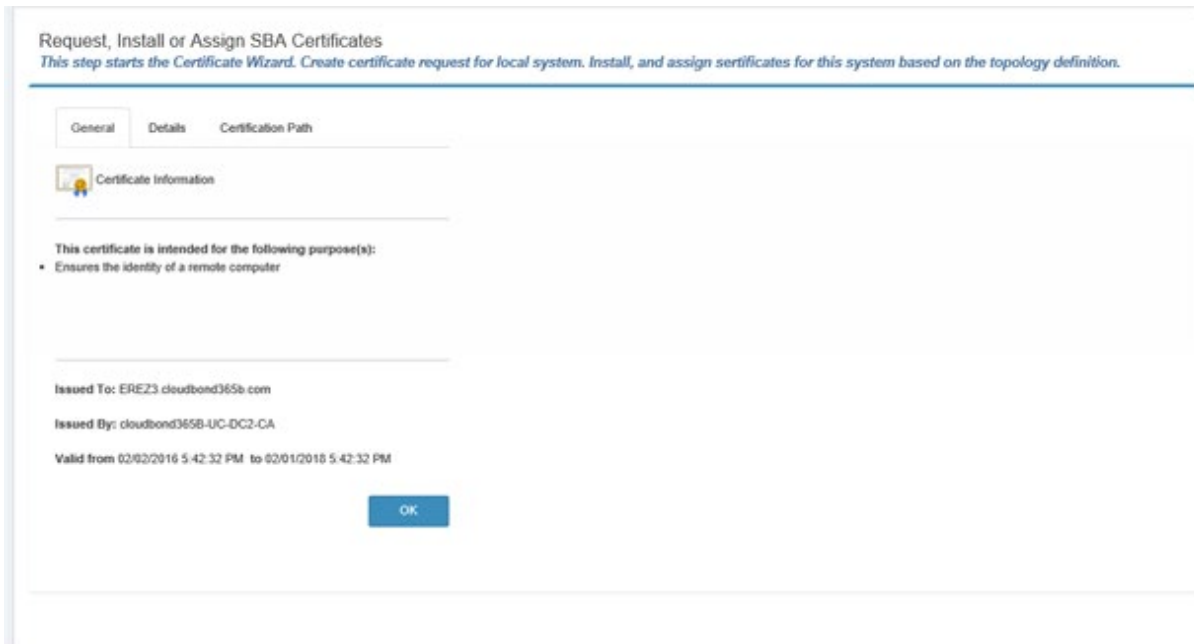 Request, Install or Assign SBA Certificates
This step starts the Certificate Wizard. Create certificate request for local system. Install, and assign sertificates for this system based on the topology definition.
General Details Certification Path
Certificate Information
This certificate is intended for the following purpose(s):
• Ensures the identity of a remote computer
Issued To: EREZ3.cloudbond365b.com
Issued By: cloudbond365B-UC-DC2-CA
Valid from 02/02/2016 5:42:32 PM to 02/01/2018 5:42:32 PM
OK